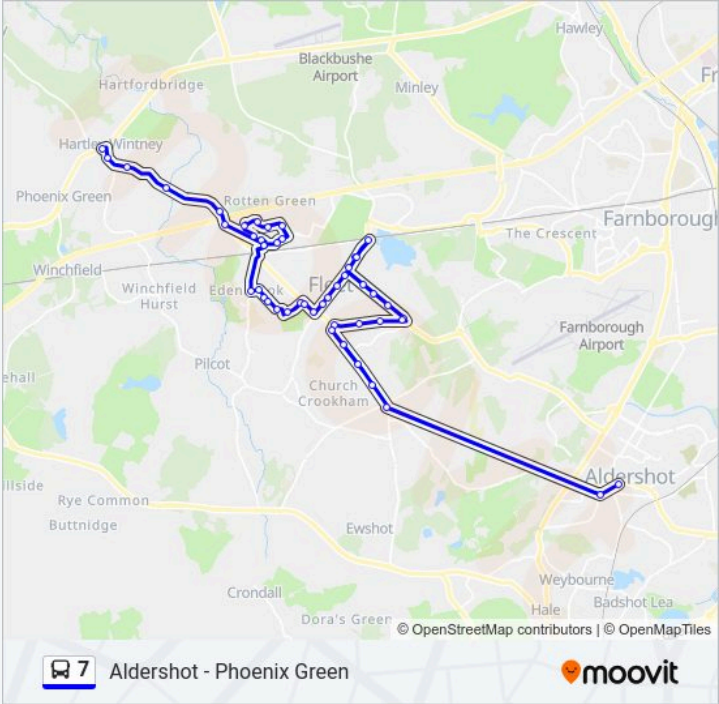 Hawley
Blackbushe
Airport
Fr
Hartfordbridge
Minley
Hartley Wintney
Phoenix Green
Rotten Green
Farnborough
The Crescent
Winchfield
Winchfield
Hurst
Fleet
Farnborough
Airport
Pilcot
ehall
Church
Crookham
Aldershot
illside
Rye Common
Buttnidge
Ewshot
Weybourne
Crondall
Badshot Lea
Hale
Dora's Green
© OpenStreetMap contributors | © OpenMapTiles
7 Aldershot - Phoenix Green
moovit